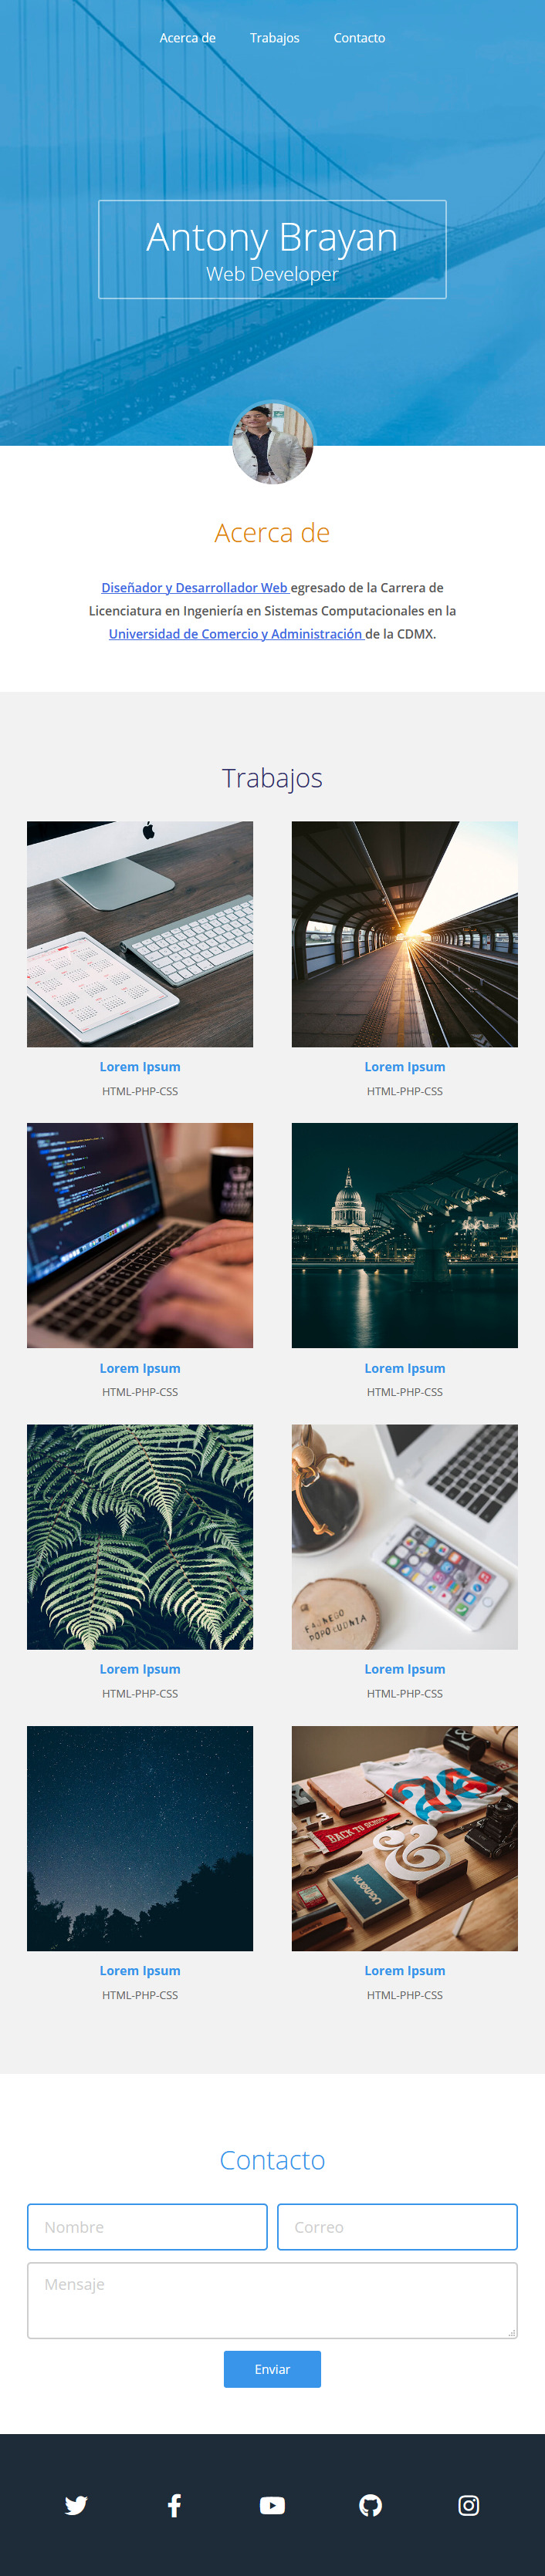 Acerca de Trabajos Contacto
Antony Brayan
Web Developer
Acerca de
Diseñador y Desarrollador Web egresado de la Carrera de
Licenciatura en Ingeniería en Sistemas Computacionales en la
Universidad de Comercio y Administración de la CDMX.
Trabajos
Lorem Ipsum Lorem Ipsum
HTML-PHP-CSS HTML-PHP-CSS
Lorem Ipsum Lorem Ipsum
HTML-PHP-CSS HTML-PHP-CSS
POPOŁUDNIA
Lorem Ipsum Lorem Ipsum
HTML-PHP-CSS HTML-PHP-CSS
BACK TO SCHOOL
&
Lorem Ipsum Lorem Ipsum
HTML-PHP-CSS HTML-PHP-CSS
Contacto
Nombre Correo
Mensaje
Enviar